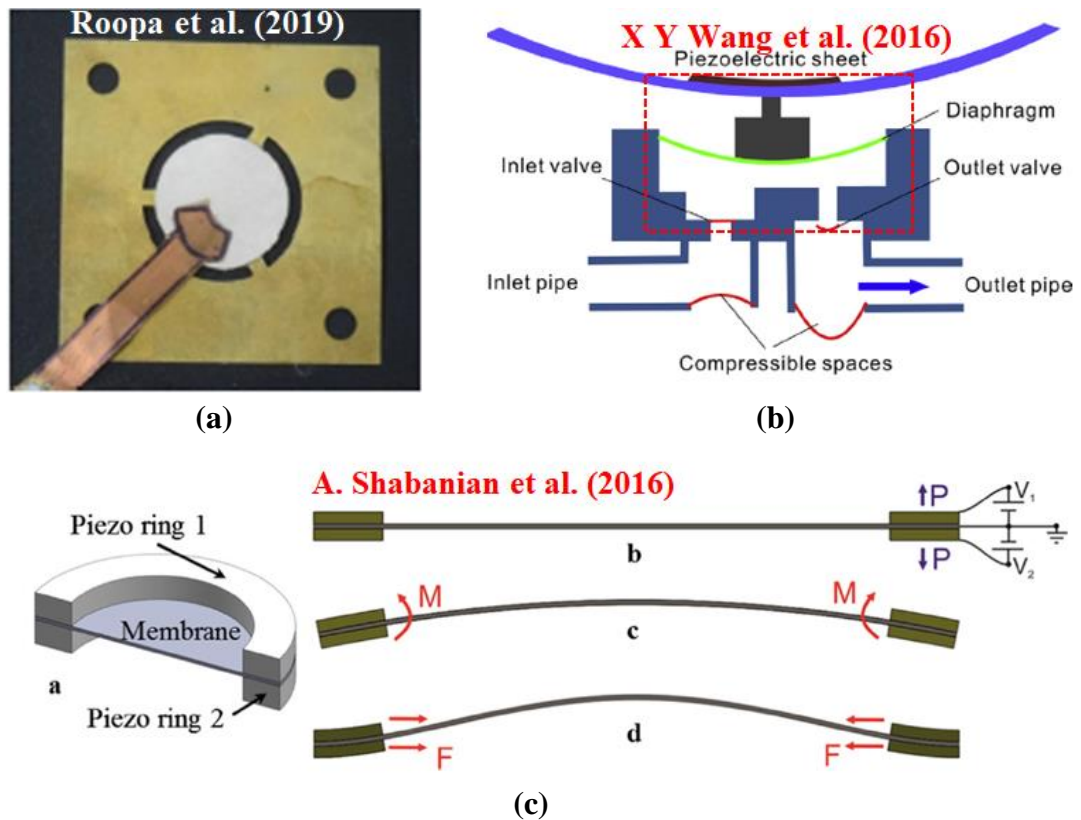 Roopa et al. (2019)
(a)
X Y Wang et al. (2016)
Piezoelectric sheet
Diaphragm
Inlet valve
Outlet valve
Inlet pipe
Outlet pipe
Compressible spaces
(b)
A. Shabanian et al. (2016)
Piezo ring 1
Membrane
a
Piezo ring 2
P
V1
b
P
V2
M
M
c
d
F
F
(c)